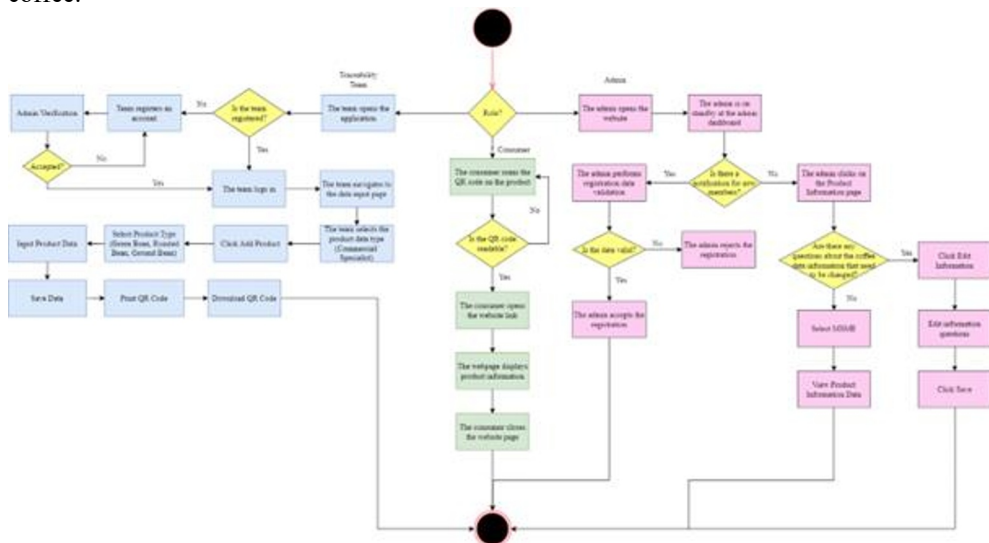 coffee.
Traceability
Team
Admin
Admin Verification
Team registers an
account
No
Is the team
registered?
The team opens the
application
Role?
The admin opens the
website
The admin is on
standby at the admin
dashboard
Accepted?
No
Yes
Yes
The team logs in
The team navigates to
the data input page
Consumer
The consumer scans the
QR code on the product
No
The admin performs
registration data
validation
Yes
Is there a
notification for new
members?
No
The admin clicks on
the Product
Information page
Input Product Data
Select Product Type
(Green Bean, Roasted
Bean, Ground Bean)
Click Add Product
The team selects the
product data type
(Commercial
Specialist)
Is the QR code
readable?
Yes
Is the data valid?
No
The admin rejects the
registration
Yes
Are there any
questions about the coffee
data information that need
to be changed?
Yes
No
Click Edit
Information
Save Data
Print QR Code
Download QR Code
The consumer opens
the website link
The admin accepts the
registration
Select MSME
Edit information
questions
The webpage displays
product information
View Product
Information Data
Click Save
The consumer closes
the website page